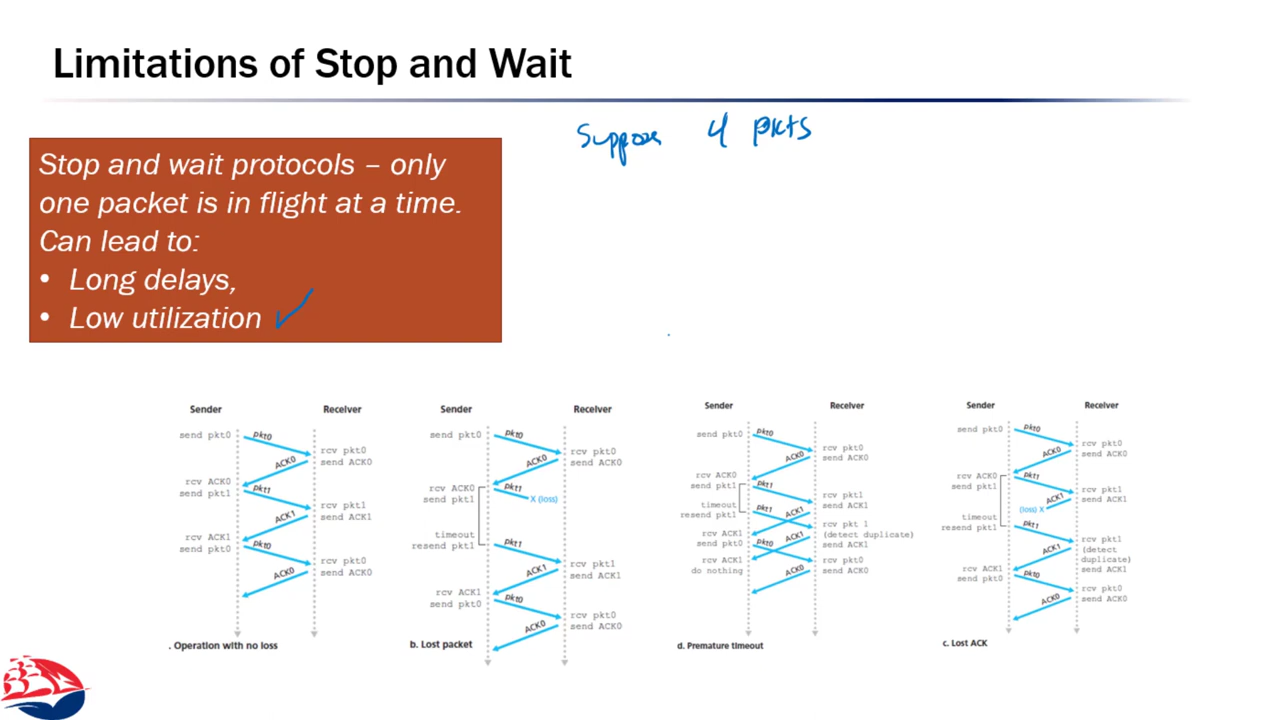 Limitations of Stop and Wait
Suppose 4 pkts
Stop and wait protocols – only
one packet is in flight at a time.
Can lead to:
• Long delays,
• Low utilization
Sender Receiver
send pkt0
pkt0
rcv pkt0
send ACK0
ACK0
rcv ACK0
send pkt1
pkt1
rcv pkt1
send ACK1
ACK1
rcv ACK1
send pkt0
pkt0
rcv pkt0
send ACK0
ACK0
. Operation with no loss
Sender Receiver
send pkt0
pkt0
rcv pkt0
send ACK0
ACK0
rcv ACK0
send pkt1
pkt1
X (loss)
timeout
resend pkt1
pkt1
rcv pkt1
send ACK1
ACK1
rcv ACK1
send pkt0
pkt0
rcv pkt0
send ACK0
ACK0
b. Lost packet
Sender Receiver
send pkt0
pkt0
rcv pkt0
send ACK0
ACK0
rcv ACK0
send pkt1
pkt1
rcv pkt1
send ACK1
timeout
resend pkt1
pkt1
ACK1
rcv pkt 1
(detect duplicate)
send ACK1
rcv ACK1
send pkt0
pkt0
ACK1
rcv ACK1
do nothing
rcv pkt0
send ACK0
ACK0
d. Premature timeout
Sender Receiver
send pkt0
pkt0
rcv pkt0
send ACK0
ACK0
rcv ACK0
send pkt1
pkt1
rcv pkt1
send ACK1
ACK1
(loss) X
timeout
resend pkt1
pkt1
rcv pkt1
(detect
duplicate)
send ACK1
ACK1
rcv ACK1
send pkt0
pkt0
rcv pkt0
send ACK0
ACK0
c. Lost ACK